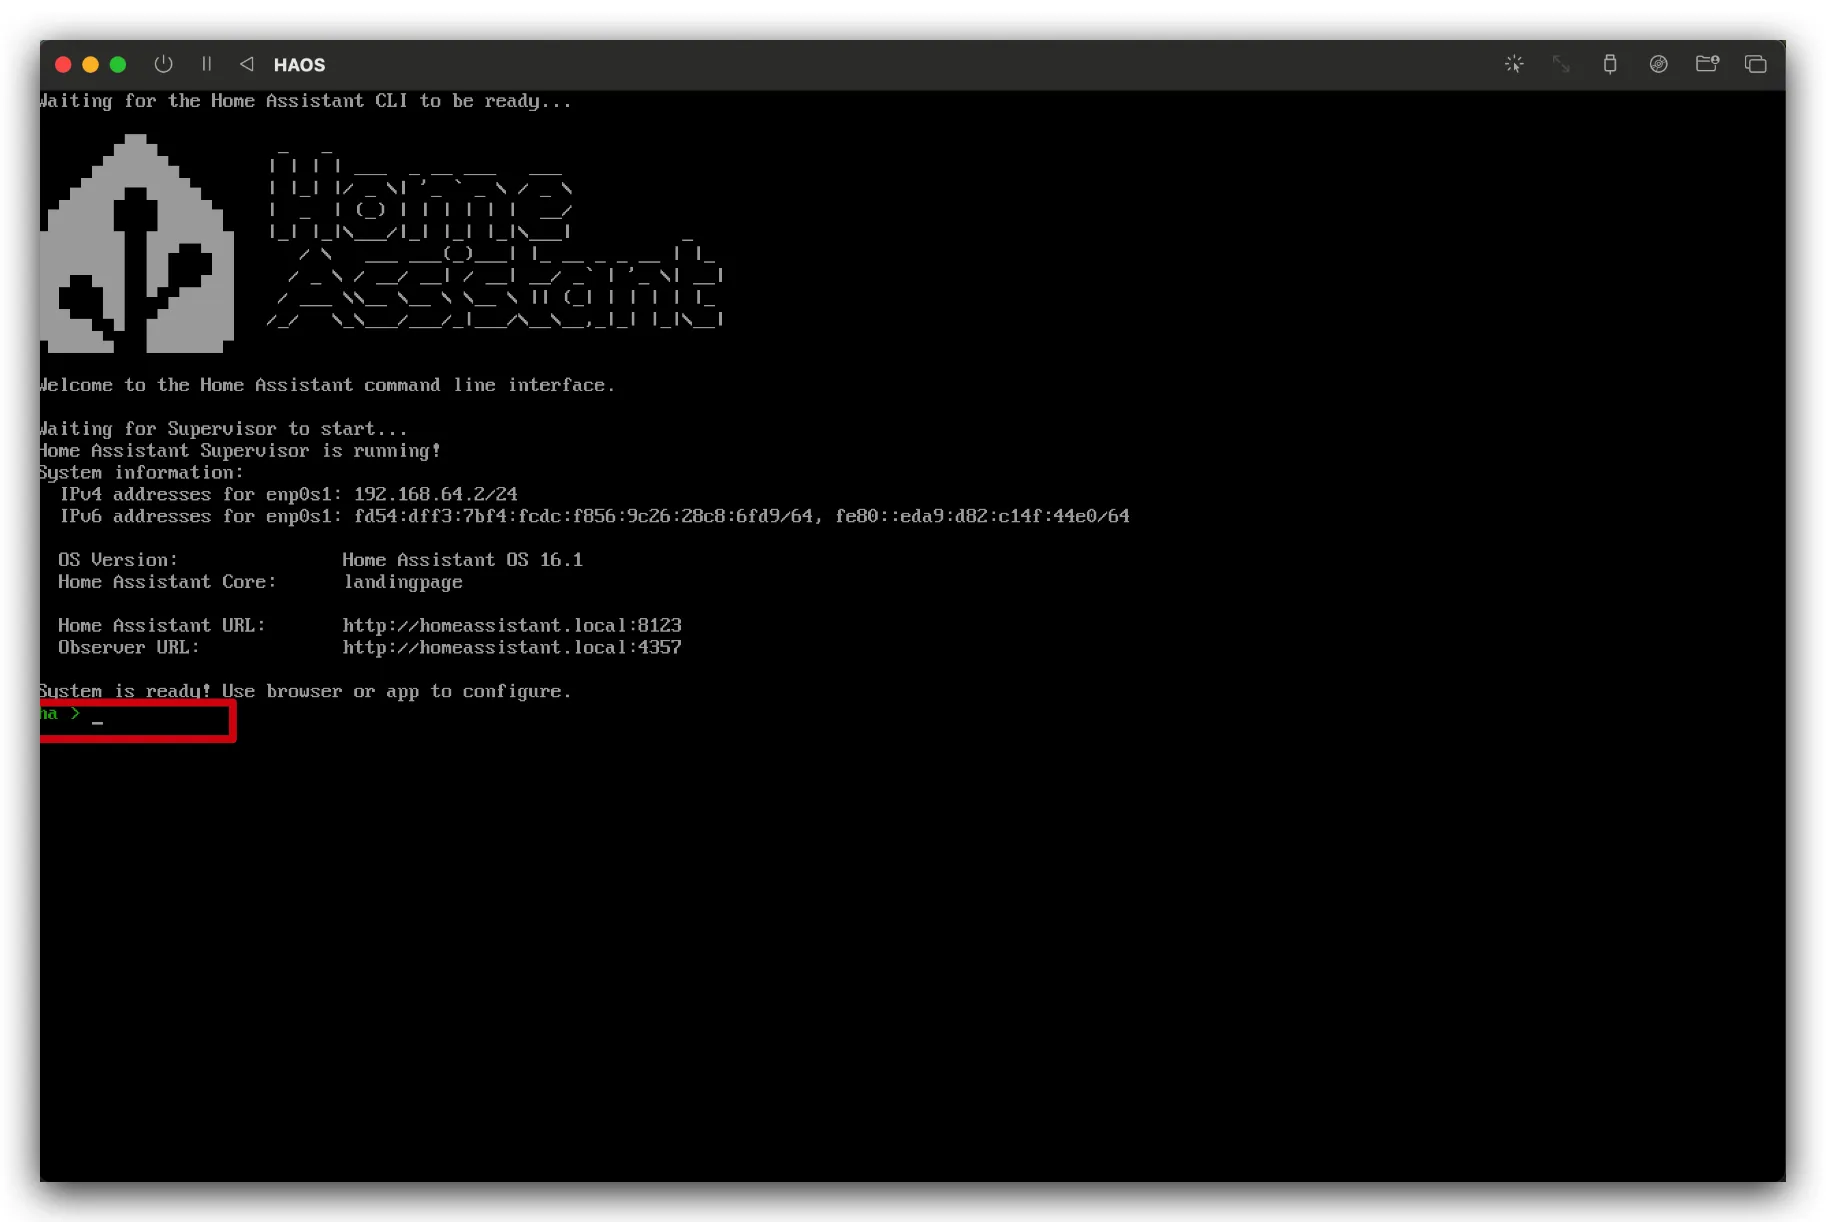 HAOS
Waiting for the Home Assistant CLI to be ready...
Home
Assistant
Welcome to the Home Assistant command line interface.
Waiting for Supervisor to start...
Home Assistant Supervisor is running!
System information:
IPv4 addresses for enp0s1: 192.168.64.2/24
IPv6 addresses for enp0s1: fd54:dff3:7bf4:fcdc:f856:9c26:28c8:6fd9/64, fe80::eda9:d82:c14f:44e0/64
OS Version: Home Assistant OS 16.1
Home Assistant Core: landingpage
Home Assistant URL: http://homeassistant.local:8123
Observer URL: http://homeassistant.local:4357
System is ready! Use browser or app to configure.
ha > _